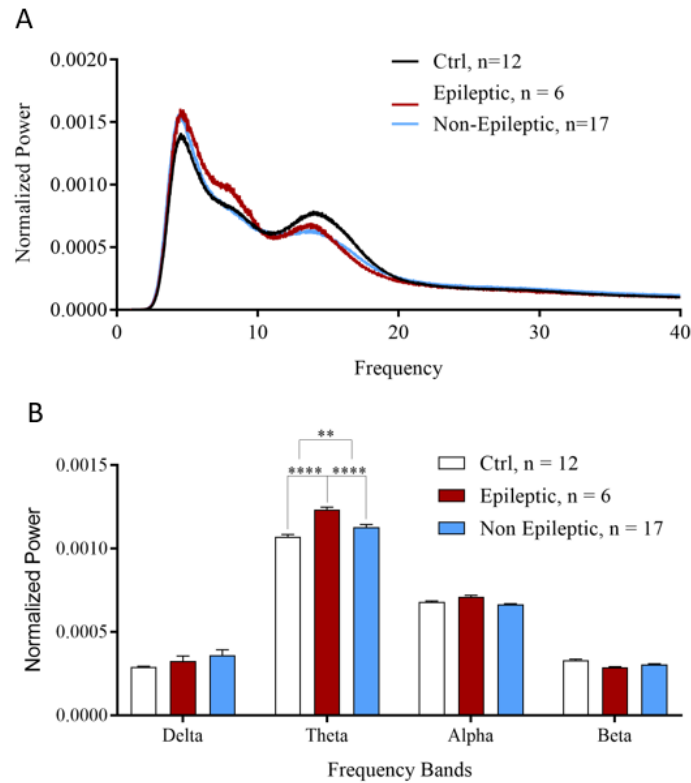 A
0.0020
0.0015
0.0010
0.0005
0.0000
Normalized Power
Ctrl, n=12
Epileptic, n = 6
Non-Epileptic, n=17
0 10 20 30 40
Frequency
B
**
**** ****
0.0015
0.0010
0.0005
0.0000
Normalized Power
Ctrl, n = 12
Epileptic, n = 6
Non Epileptic, n = 17
Delta Theta Alpha Beta
Frequency Bands